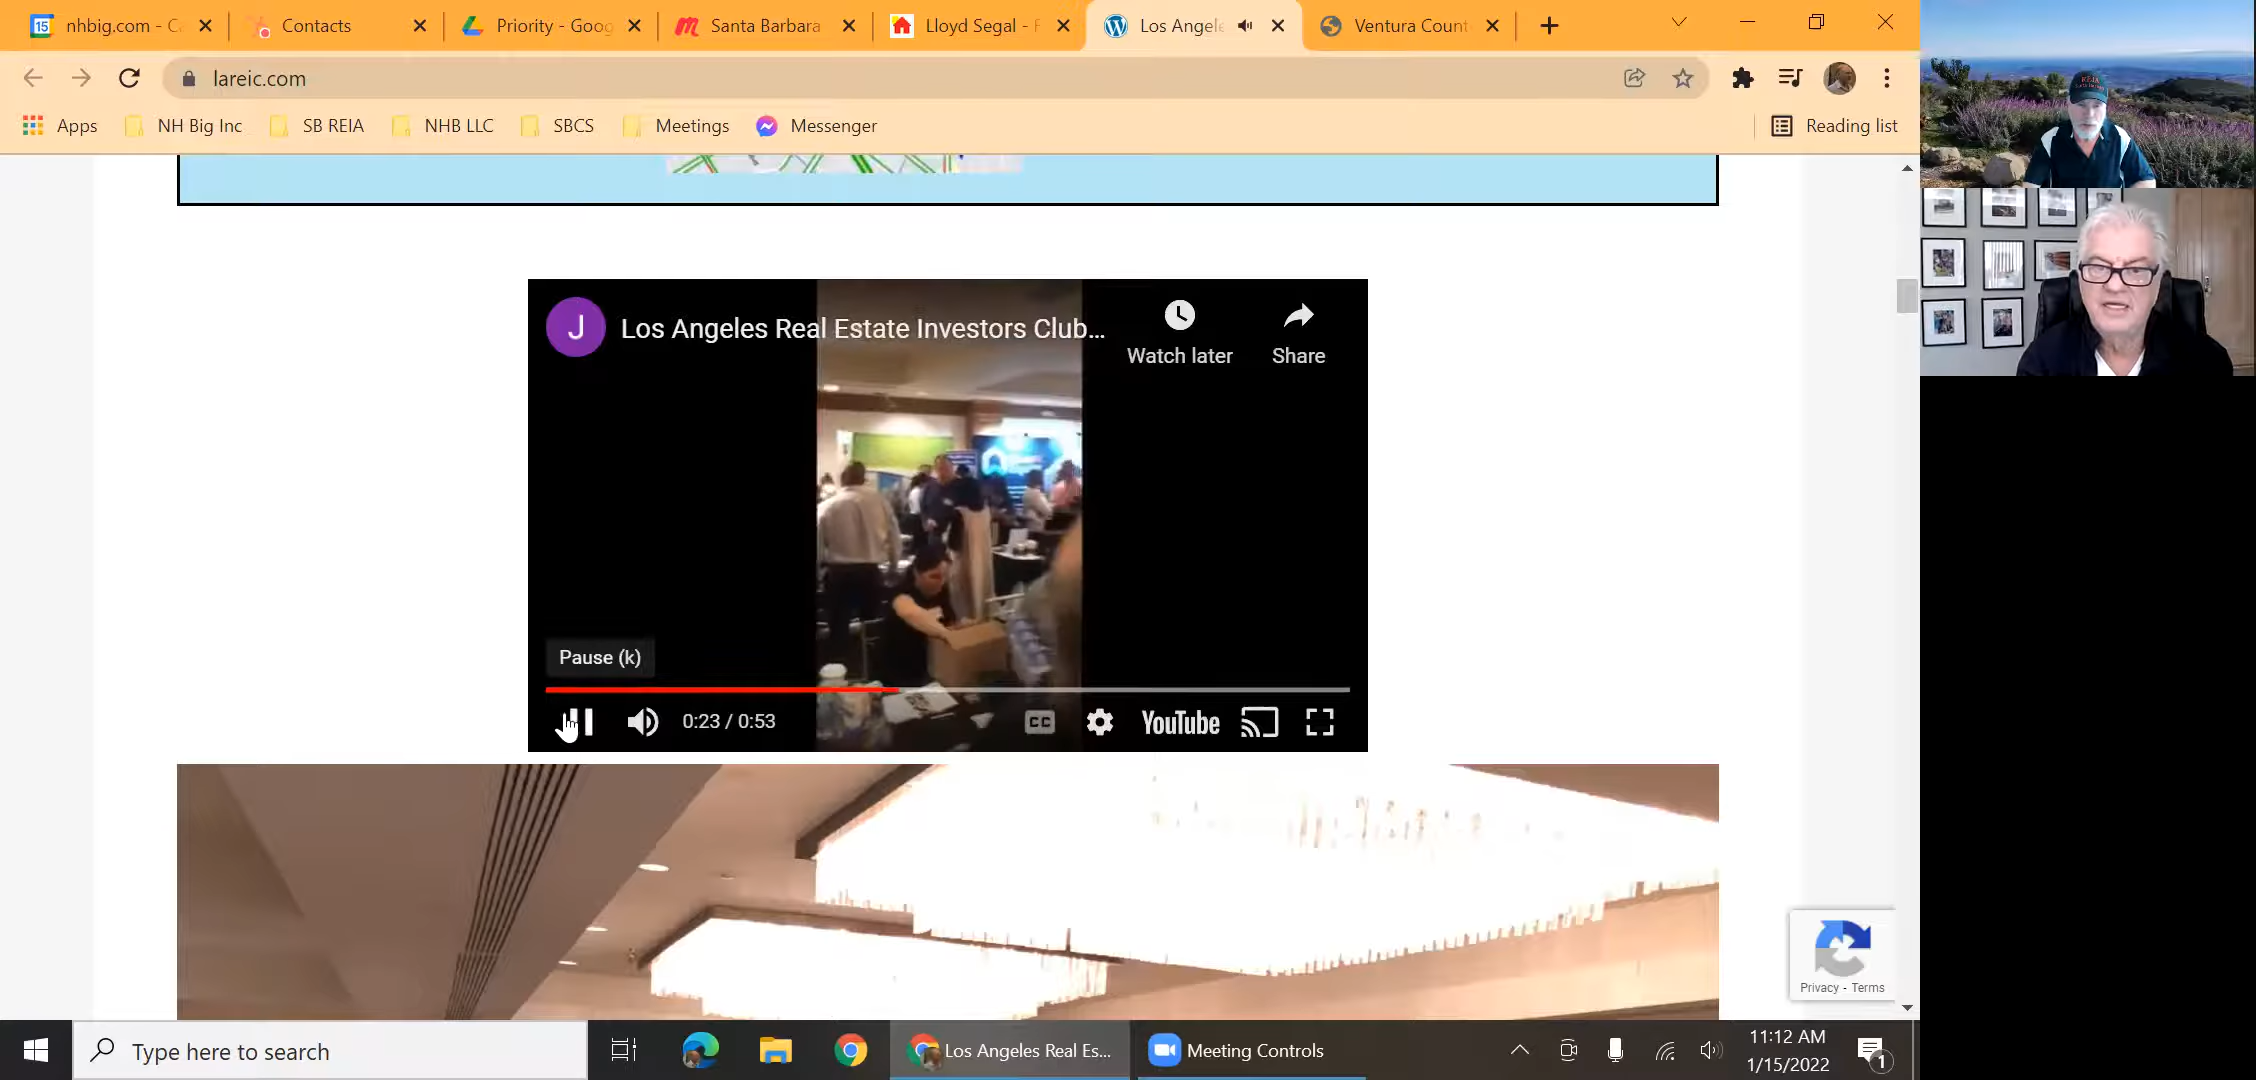 15 nhbig.com - C
Contacts
Priority - Goog
Santa Barbara
Lloyd Segal - 
Los Angele
Ventura Count
lareic.com
Apps
NH Big Inc
SB REIA
NHB LLC
SBCS
Meetings
Messenger
Reading list
J
Los Angeles Real Estate Investors Club...
Watch later
Share
Pause (k)
0:23 / 0:53
CC
YouTube
Privacy - Terms
Type here to search
Los Angeles Real Es...
Meeting Controls
11:12 AM
1/15/2022
1